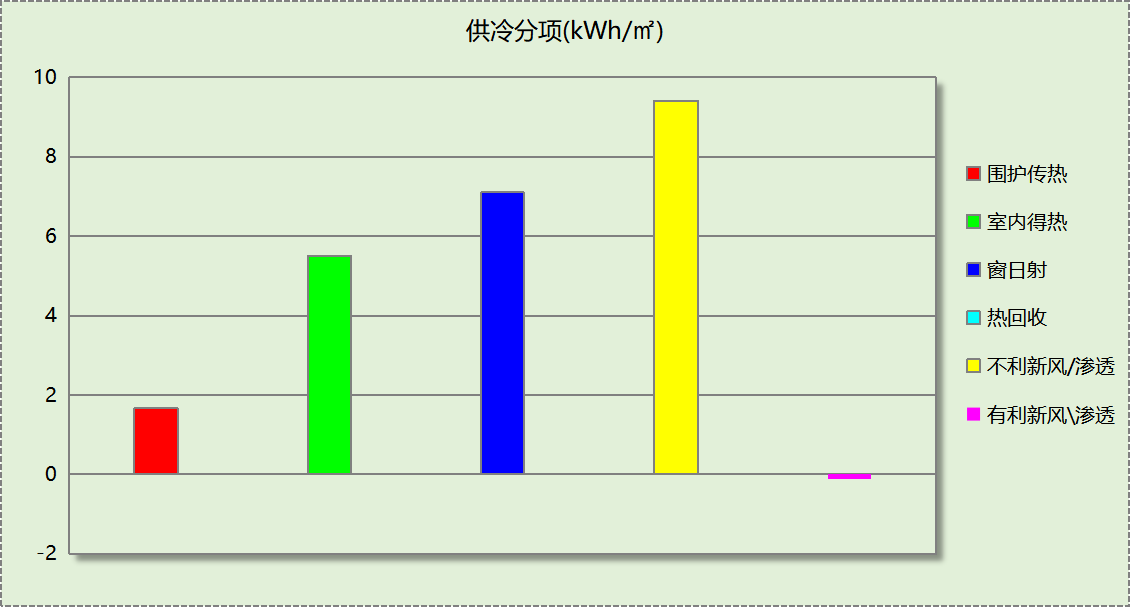 供冷分项(kWh/㎡)
10
8
6
4
2
0
-2
围护传热
室内得热
窗日射
热回收
不利新风/渗透
有利新风\渗透